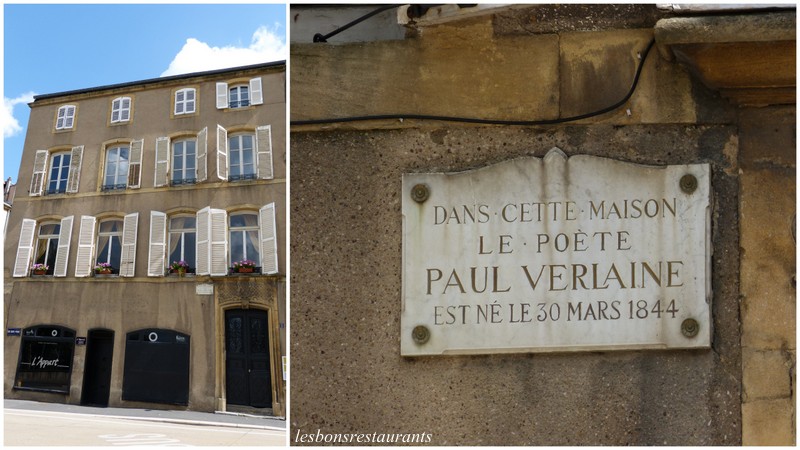 L'Appart
DANS·CETTE·MAISON
LE·POÈTE
PAUL VERLAINE
EST NÉ LE 30 MARS 1844
lesbonsrestaurants